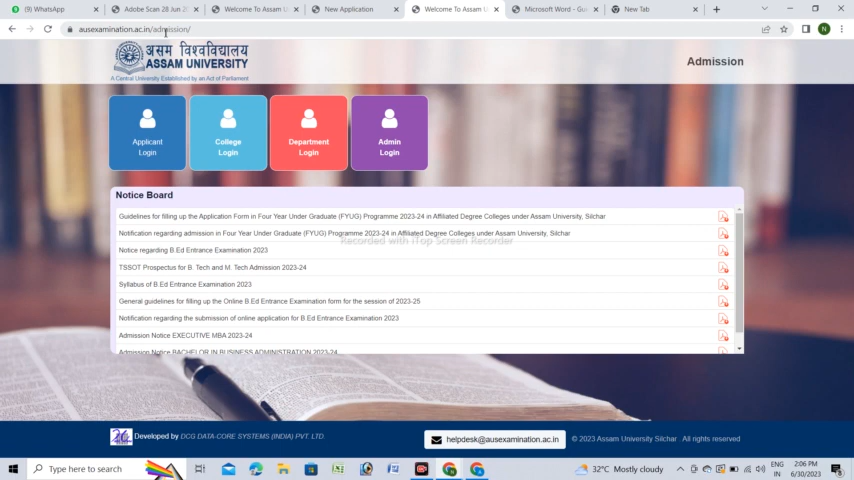 (9) WhatsApp
Adobe Scan 28 Jun 2
Welcome To Assam U
New Application
Welcome To Assam U
Microsoft Word - Gu
New Tab
ausexamination.ac.in/admission/
N
असम विश्वविद्यालय
ASSAM UNIVERSITY
A Central University Established by an Act of Parliament
Admission
Applicant
Login
College
Login
Department
Login
Admin
Login
Notice Board
Guidelines for filling up the Application Form in Four Year Under Graduate (FYUG) Programme 2023-24 in Affiliated Degree Colleges under Assam University, Silchar
Notification regarding admission in Four Year Under Graduate (FYUG) Programme 2023-24 in Affiliated Degree Colleges under Assam University, Silchar
Recorded with iTop Screen Recorder
Notice regarding B.Ed Entrance Examination 2023
TSSOT Prospectus for B. Tech and M. Tech Admission 2023-24
Syllabus of B.Ed Entrance Examination 2023
General guidelines for filling up the Online B.Ed Entrance Examination form for the session of 2023-25
Notification regarding the submission of online application for B.Ed Entrance Examination 2023
Admission Notice EXECUTIVE MBA 2023-24
Admission Notice BACHELOR IN BUSINESS ADMINISTRATION 2023-24
Developed by DCG DATA-CORE SYSTEMS (INDIA) PVT. LTD.
helpdesk@ausexamination.ac.in
© 2023 Assam University Silchar All rights reserved
Type here to search
32°C Mostly cloudy
ENG
IN
2:06 PM
6/30/2023